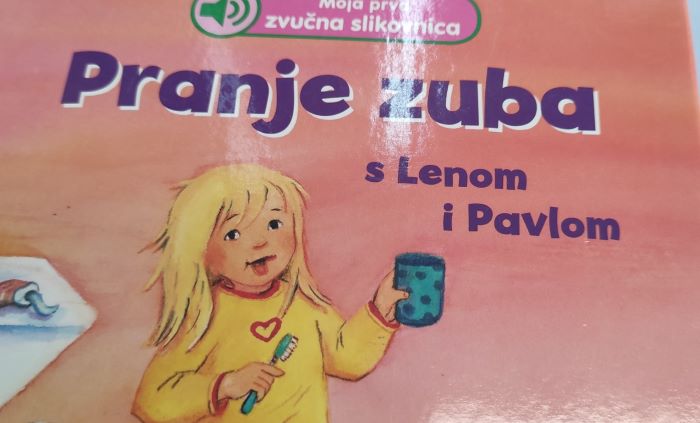 Moja prva
zvučna slikovnica
Pranje zuba
s Lenom
i Pavlom